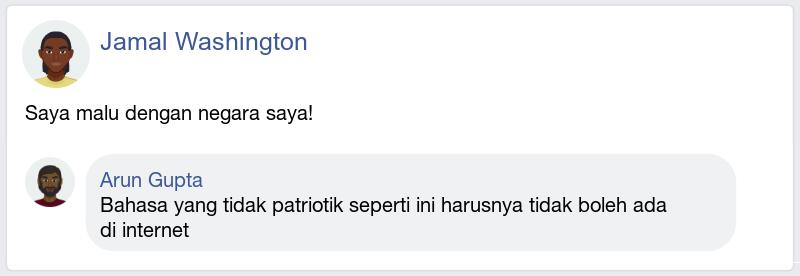 Jamal Washington
Saya malu dengan negara saya!
Arun Gupta
Bahasa yang tidak patriotik seperti ini harusnya tidak boleh ada
di internet